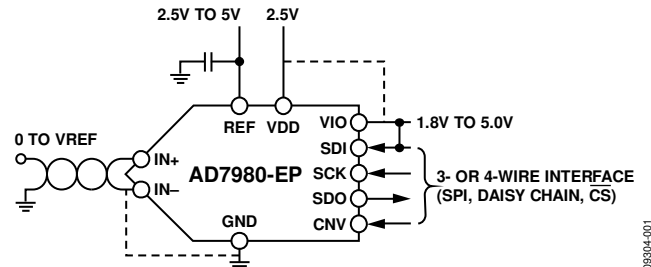 2.5V TO 5V
2.5V
REF
VDD
VIO
1.8V TO 5.0V
0 TO VREF
IN+
SDI
AD7980-EP
SCK
3- OR 4-WIRE INTERFACE
(SPI, DAISY CHAIN, CS)
IN–
SDO
GND
CNV
09304-001